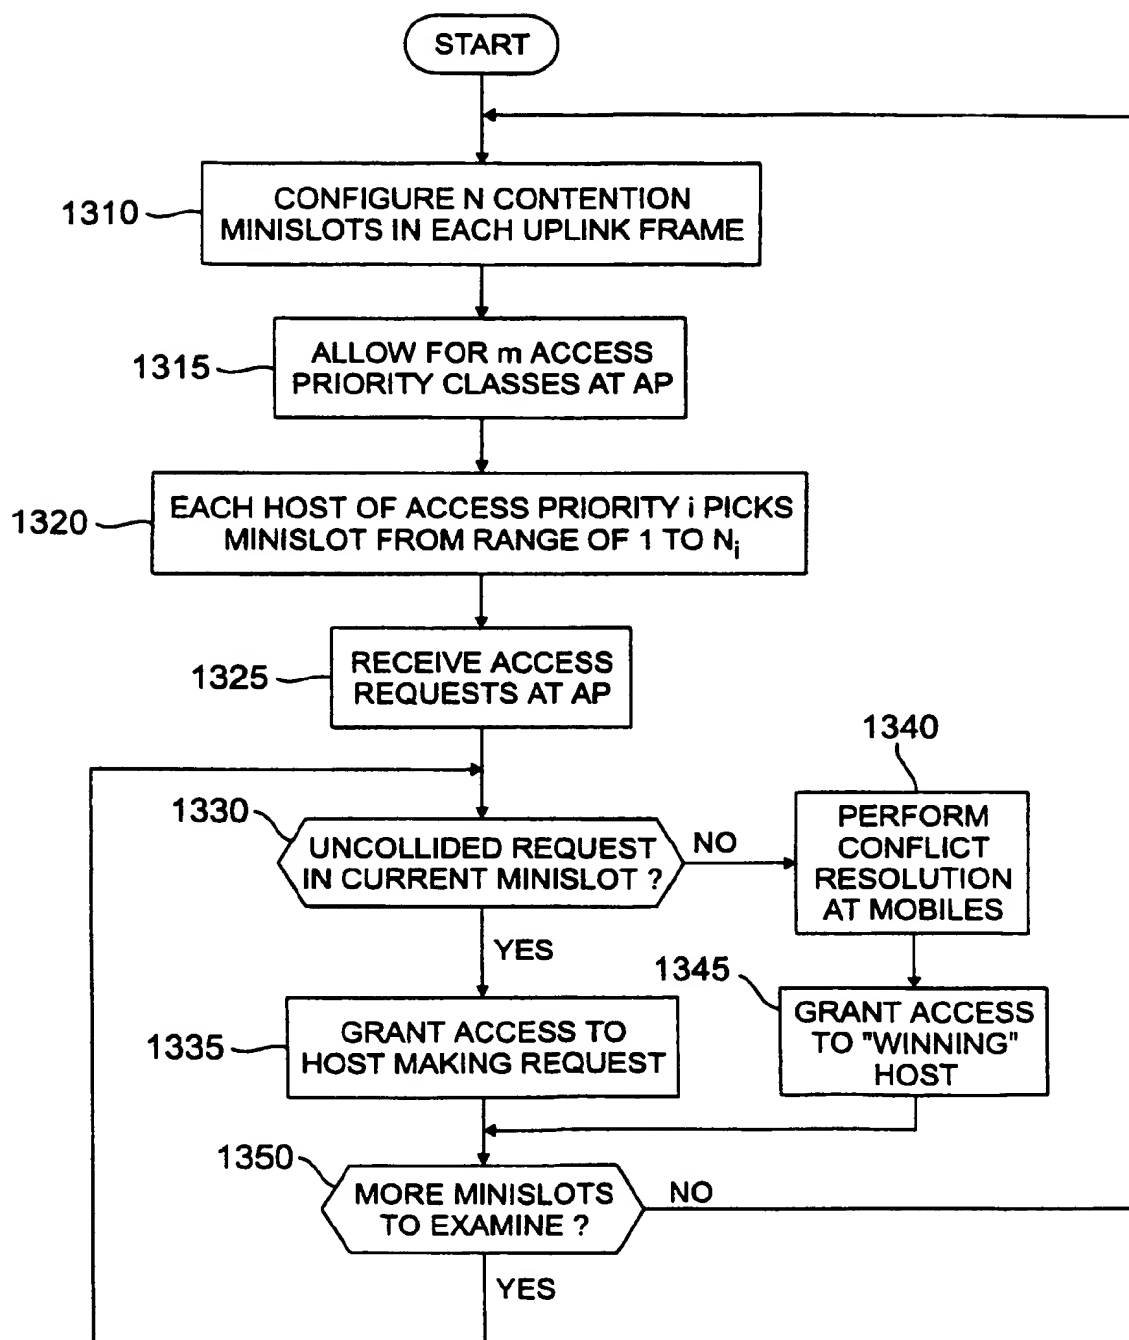 START
1310
CONFIGURE N CONTENTION
MINISLOTS IN EACH UPLINK FRAME
1315
ALLOW FOR m ACCESS
PRIORITY CLASSES AT AP
1320
EACH HOST OF ACCESS PRIORITY i PICKS
MINISLOT FROM RANGE OF 1 TO Ni
1325
RECEIVE ACCESS
REQUESTS AT AP
1330
UNCOLLIDED REQUEST
IN CURRENT MINISLOT ?
NO
YES
1340
PERFORM
CONFLICT
RESOLUTION
AT MOBILES
1335
GRANT ACCESS TO
HOST MAKING REQUEST
1345
GRANT ACCESS
TO "WINNING"
HOST
1350
MORE MINISLOTS
TO EXAMINE ?
NO
YES